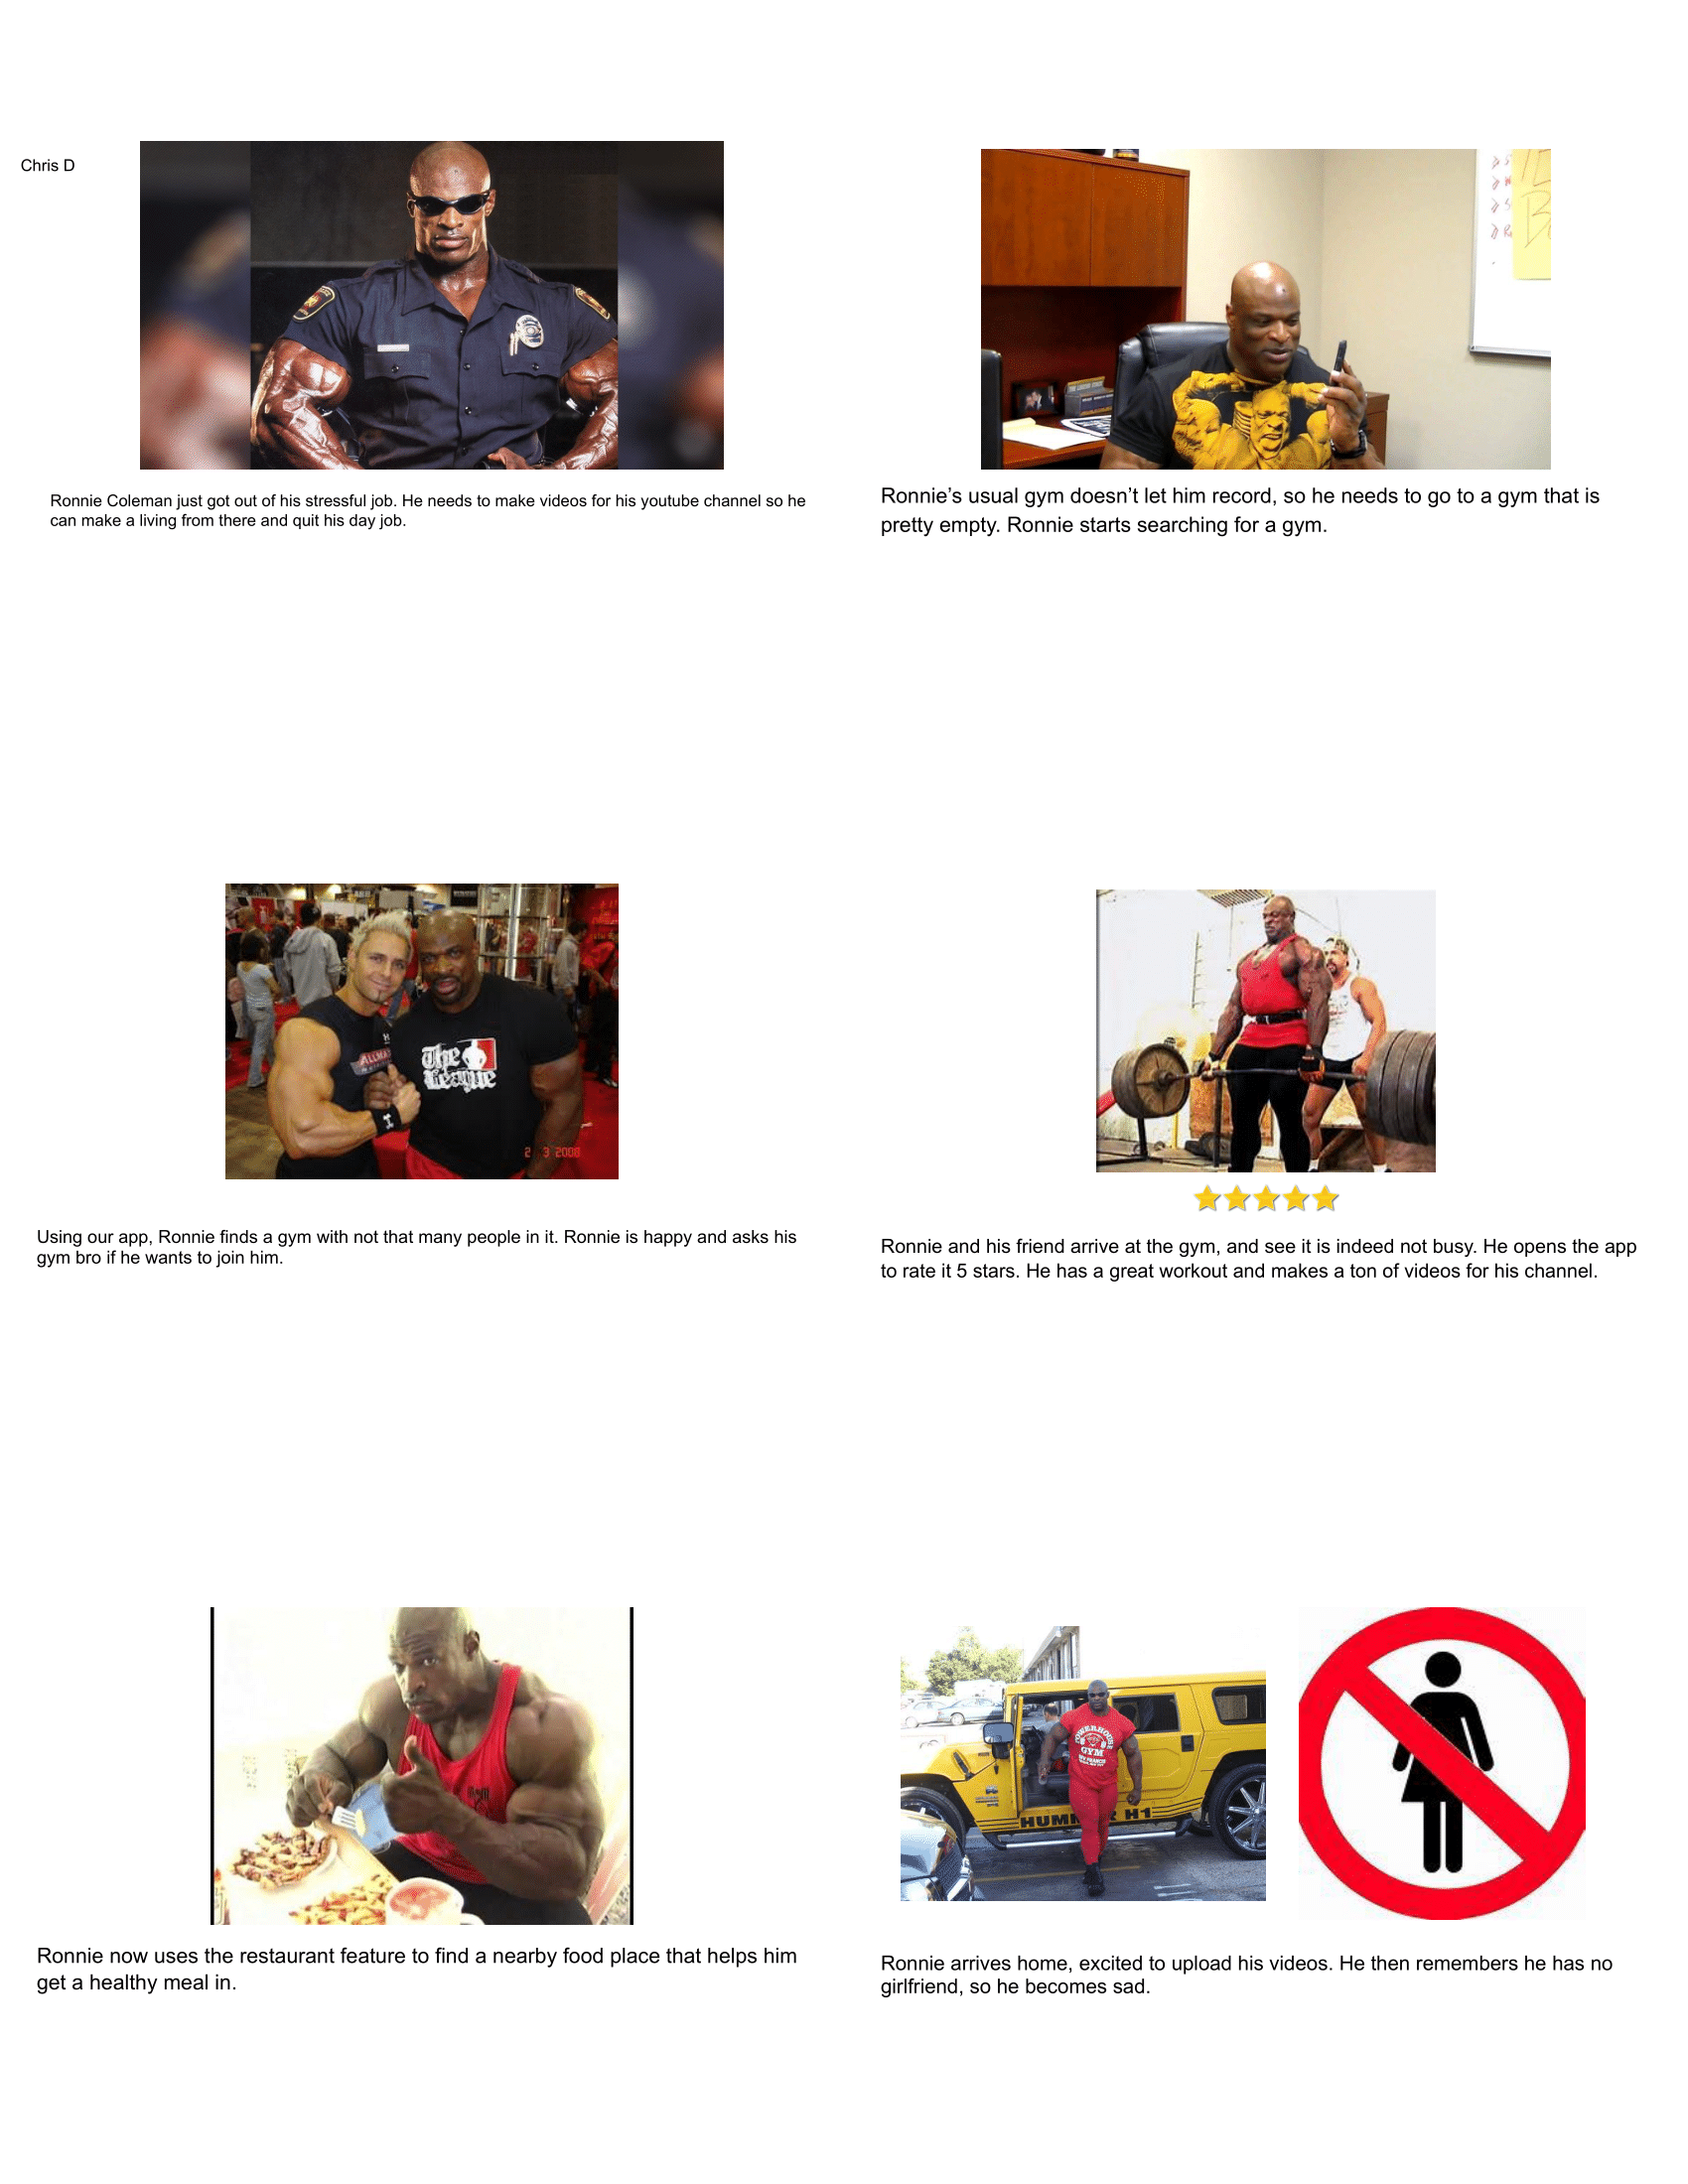 Chris D
Ronnie Coleman just got out of his stressful job. He needs to make videos for his youtube channel so he
can make a living from there and quit his day job.
Ronnie’s usual gym doesn’t let him record, so he needs to go to a gym that is
pretty empty. Ronnie starts searching for a gym.
The
League
2 3 2008
Using our app, Ronnie finds a gym with not that many people in it. Ronnie is happy and asks his
gym bro if he wants to join him.
Ronnie and his friend arrive at the gym, and see it is indeed not busy. He opens the app
to rate it 5 stars. He has a great workout and makes a ton of videos for his channel.
Ronnie now uses the restaurant feature to find a nearby food place that helps him
get a healthy meal in.
POWERHOUSE
GYM
H1
Ronnie arrives home, excited to upload his videos. He then remembers he has no
girlfriend, so he becomes sad.